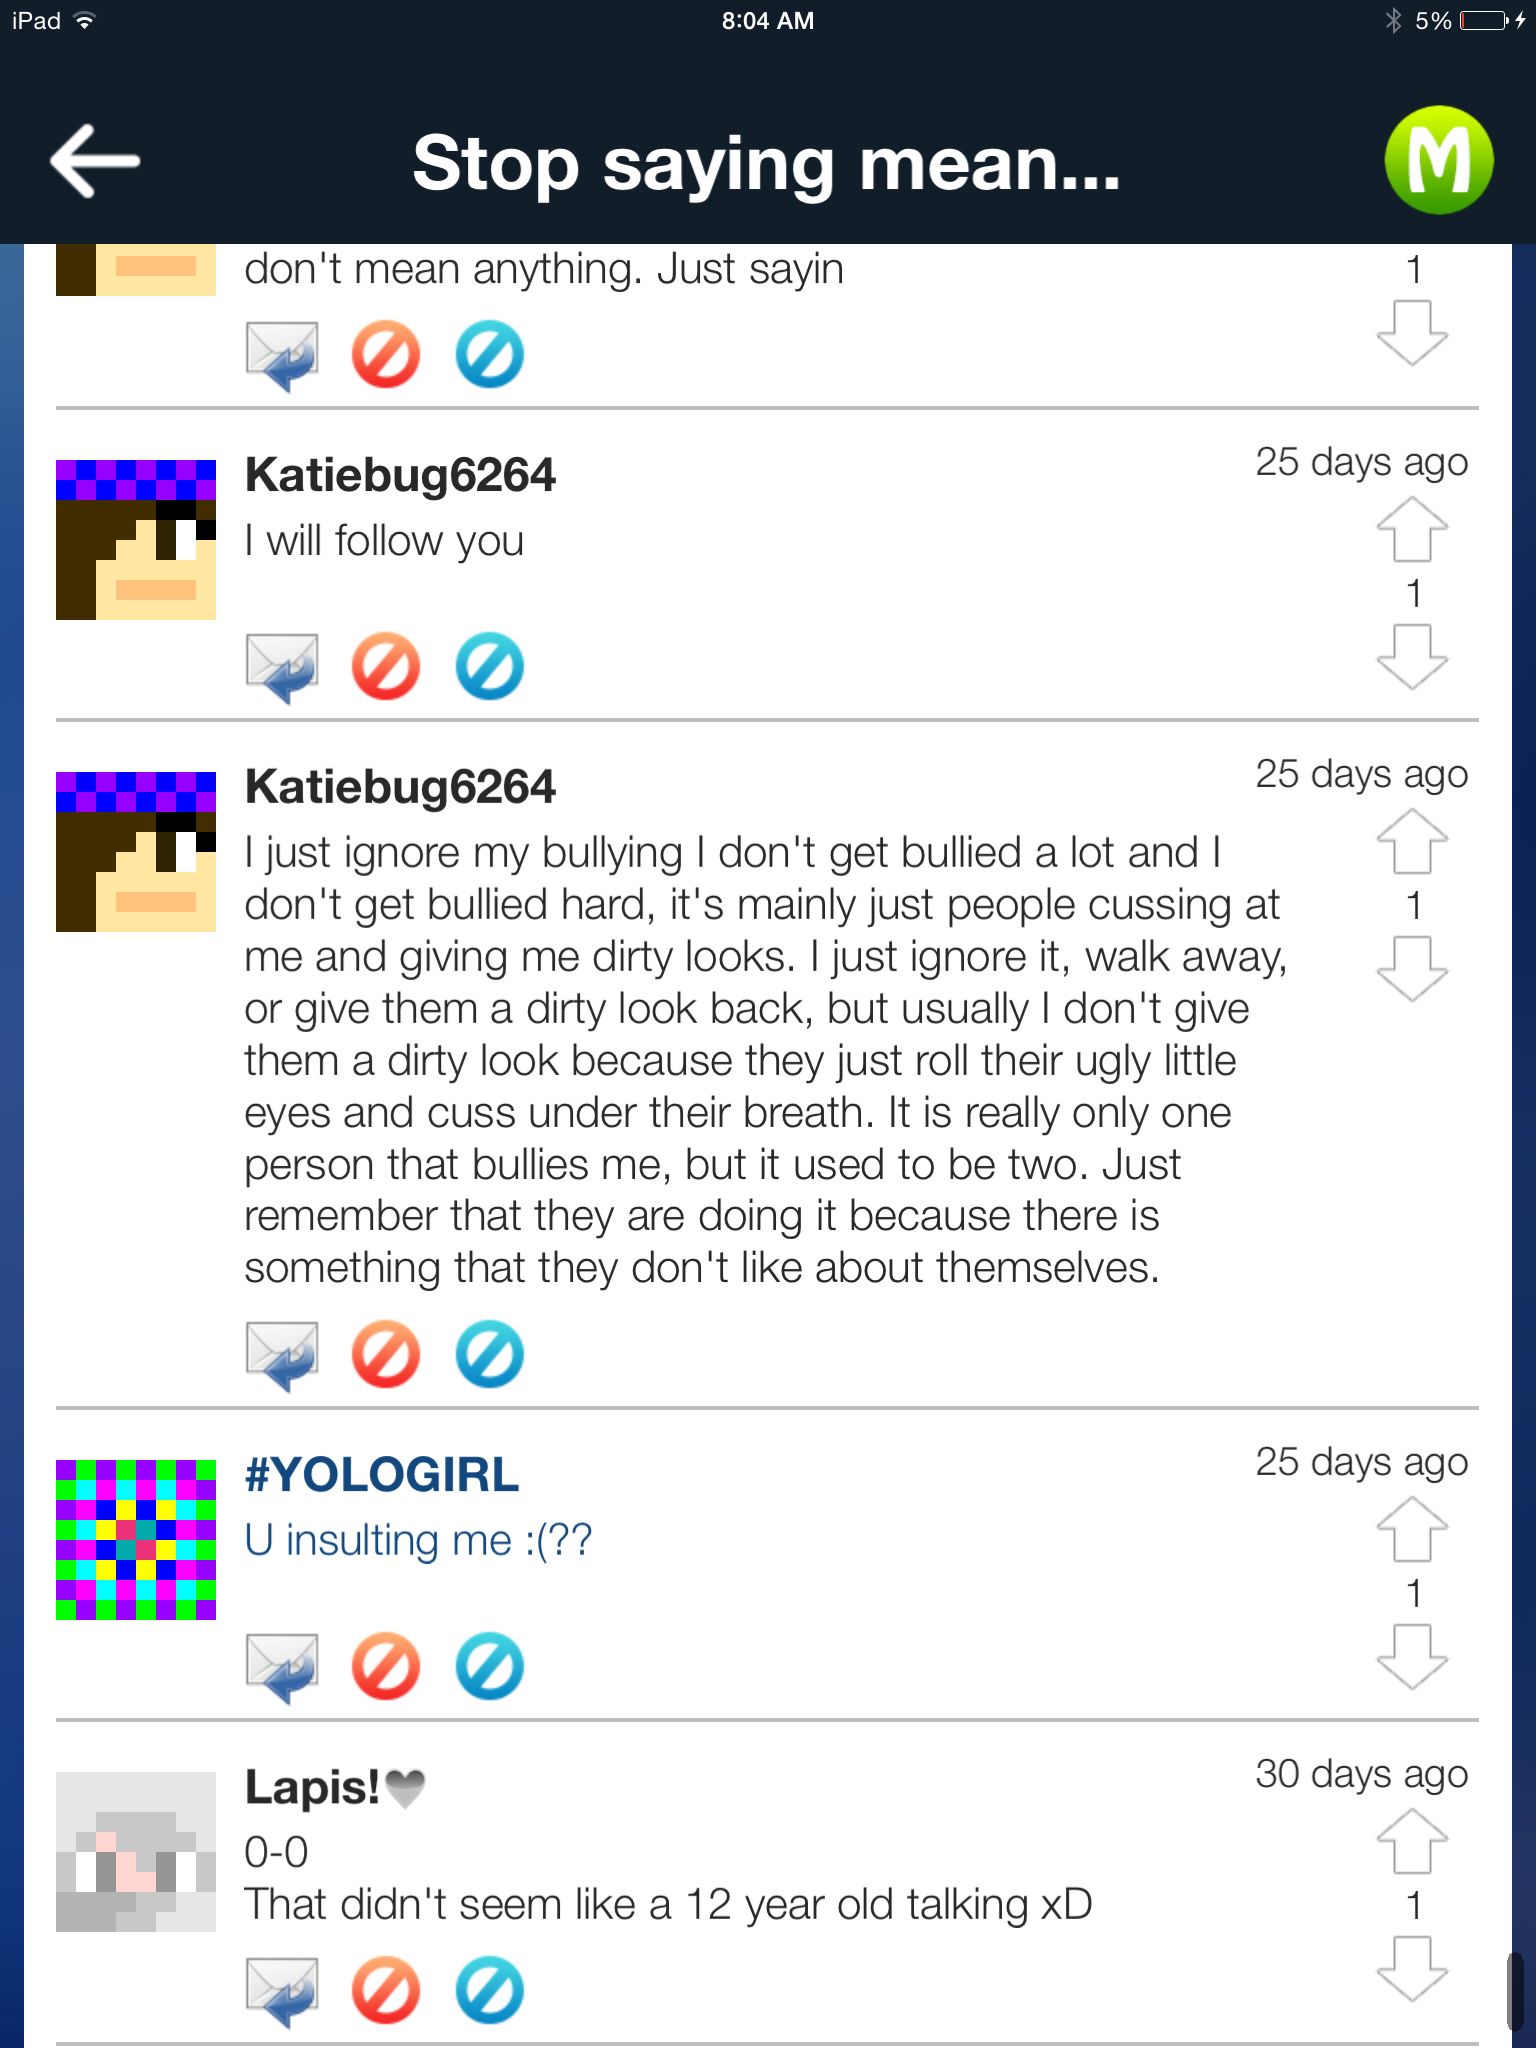 iPad
8:04 AM
5%
Stop saying mean...
M
don't mean anything. Just sayin
1
Katiebug6264
25 days ago
I will follow you
1
Katiebug6264
25 days ago
I just ignore my bullying I don't get bullied a lot and I
don't get bullied hard, it's mainly just people cussing at
me and giving me dirty looks. I just ignore it, walk away,
or give them a dirty look back, but usually I don't give
them a dirty look because they just roll their ugly little
eyes and cuss under their breath. It is really only one
person that bullies me, but it used to be two. Just
remember that they are doing it because there is
something that they don't like about themselves.
1
#YOLOGIRL
25 days ago
U insulting me :(??
1
Lapis!🩶
30 days ago
0-0
That didn't seem like a 12 year old talking xD
1